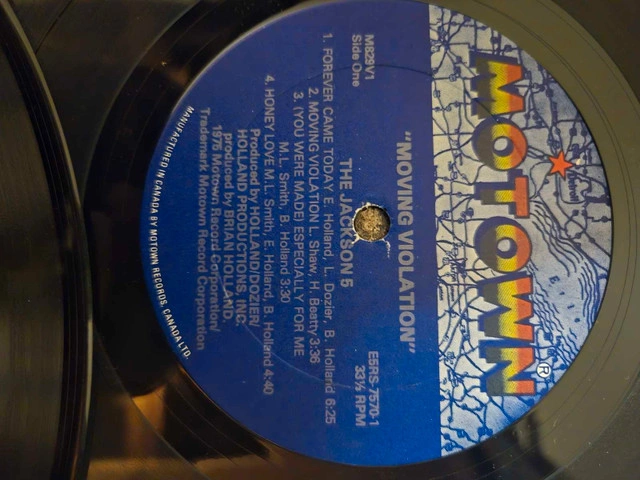 MOTOWN®
"MOVING VIOLATION"
M829V1
Side One
E5RS-7570-1
33⅓ RPM
THE JACKSON 5
1. FOREVER CAME TODAY E. Holland, L. Dozier, B. Holland 6:25
2. MOVING VIOLATION L. Shaw, H. Beatty 3:36
3. (YOU WERE MADE) ESPECIALLY FOR ME
M.L. Smith, B. Holland 3:30
4. HONEY LOVE M.L. Smith, E. Holland, B. Holland 4:40
Produced by HOLLAND/DOZIER/
HOLLAND PRODUCTIONS, INC.
produced by BRIAN HOLLAND.
1975 Motown Record Corporation/
Trademark Motown Record Corporation
MANUFACTURED IN CANADA BY MOTOWN RECORDS, CANADA LTD.